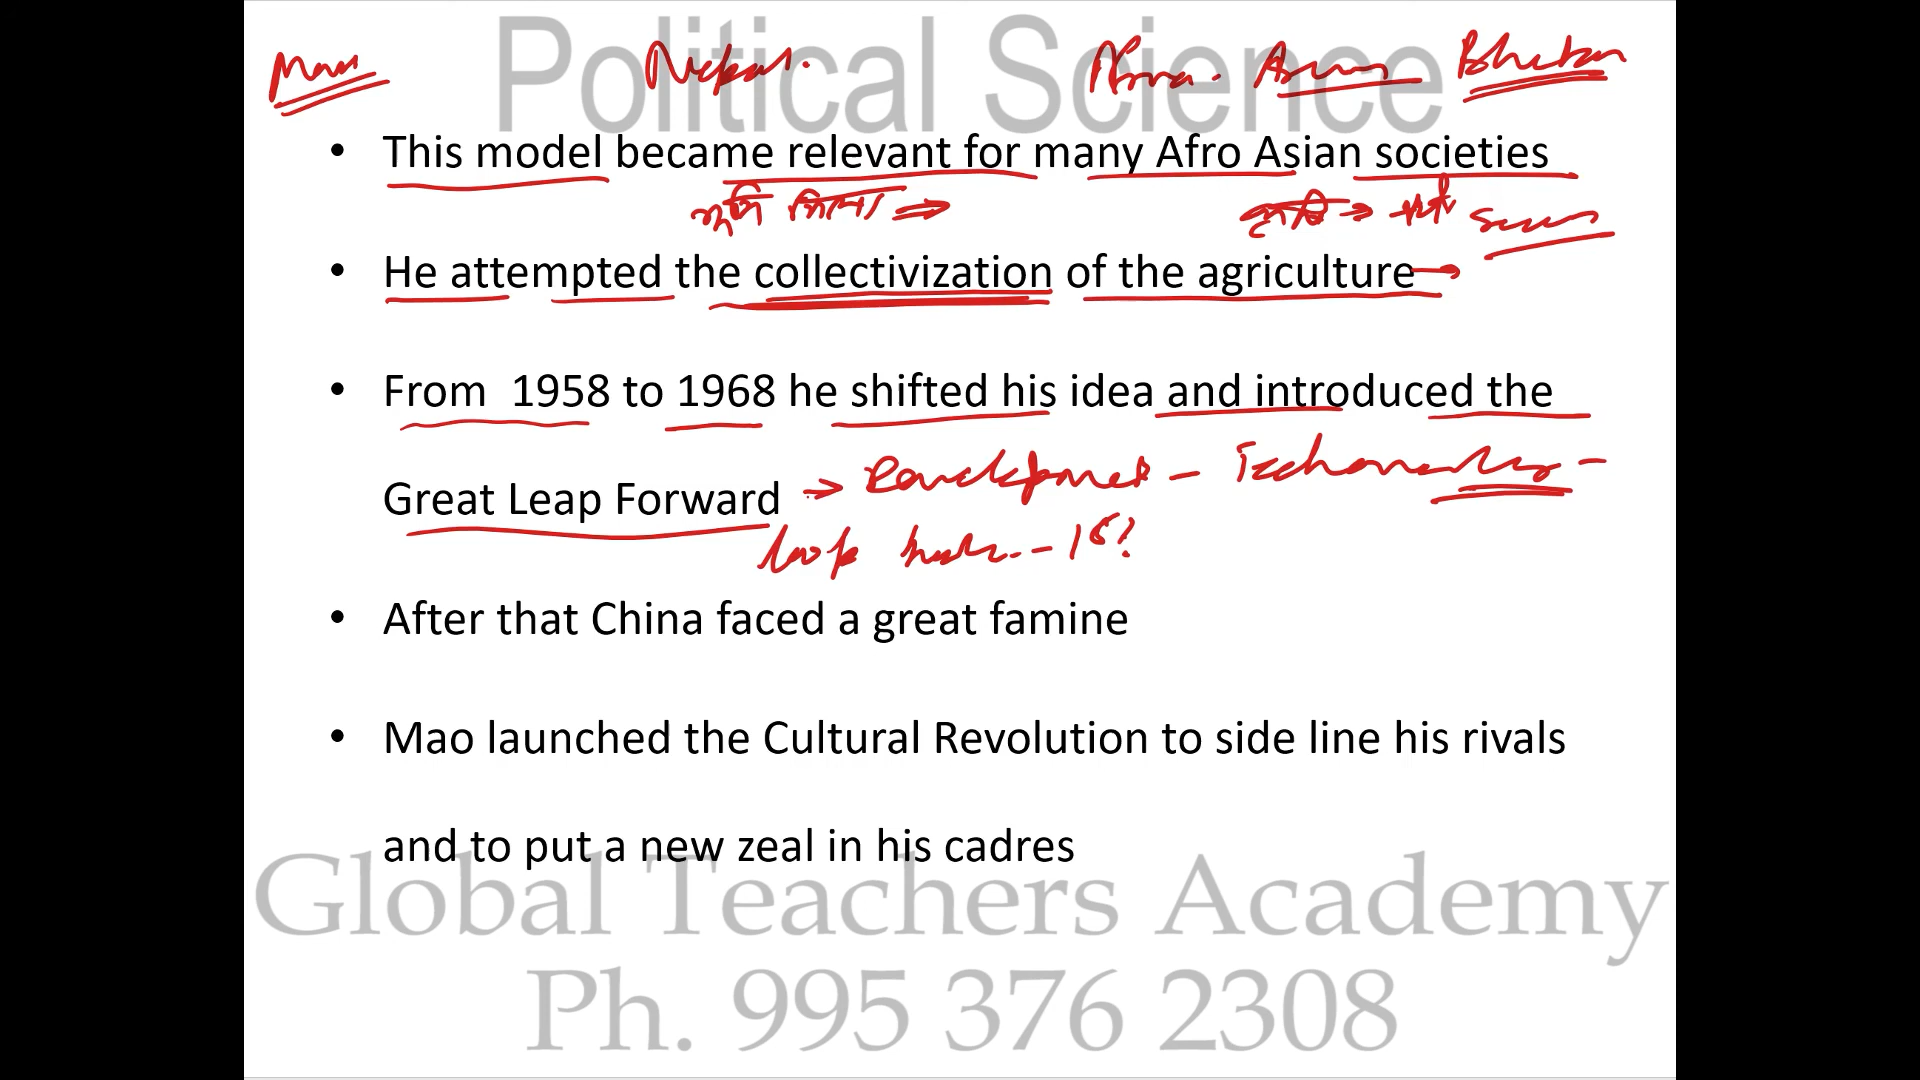 Political Science
Nepal. Bhutan
• This model became relevant for many Afro Asian societies
• He attempted the collectivization of the agriculture
• From 1958 to 1968 he shifted his idea and introduced the
Great Leap Forward
• After that China faced a great famine
• Mao launched the Cultural Revolution to side line his rivals
and to put a new zeal in his cadres
Global Teachers Academy
Ph. 995 376 2308